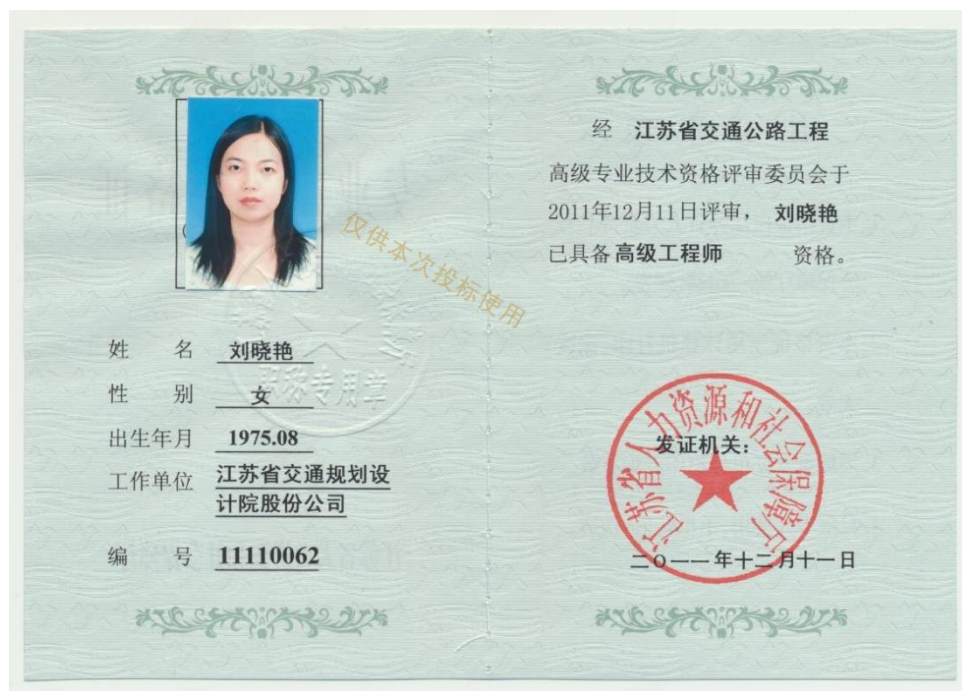 仅供本次投标使用
职称专用章
姓 名 刘晓艳
性 别 女
出生年月 1975.08
工作单位 江苏省交通规划设
计院股份公司
编 号 11110062
经 江苏省交通公路工程
高级专业技术资格评审委员会于
2011年12月11日评审， 刘晓艳
已具备 高级工程师 资格。
江苏省人力资源和社会保障厅
发证机关：
二〇一一年十二月十一日